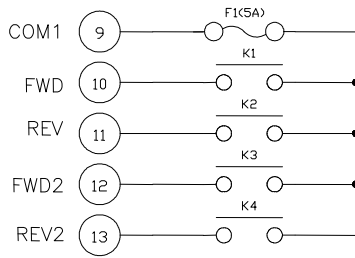 F1(5A)
COM1 9
K1
FWD 10
K2
REV 11
K3
FWD2 12
K4
REV2 13